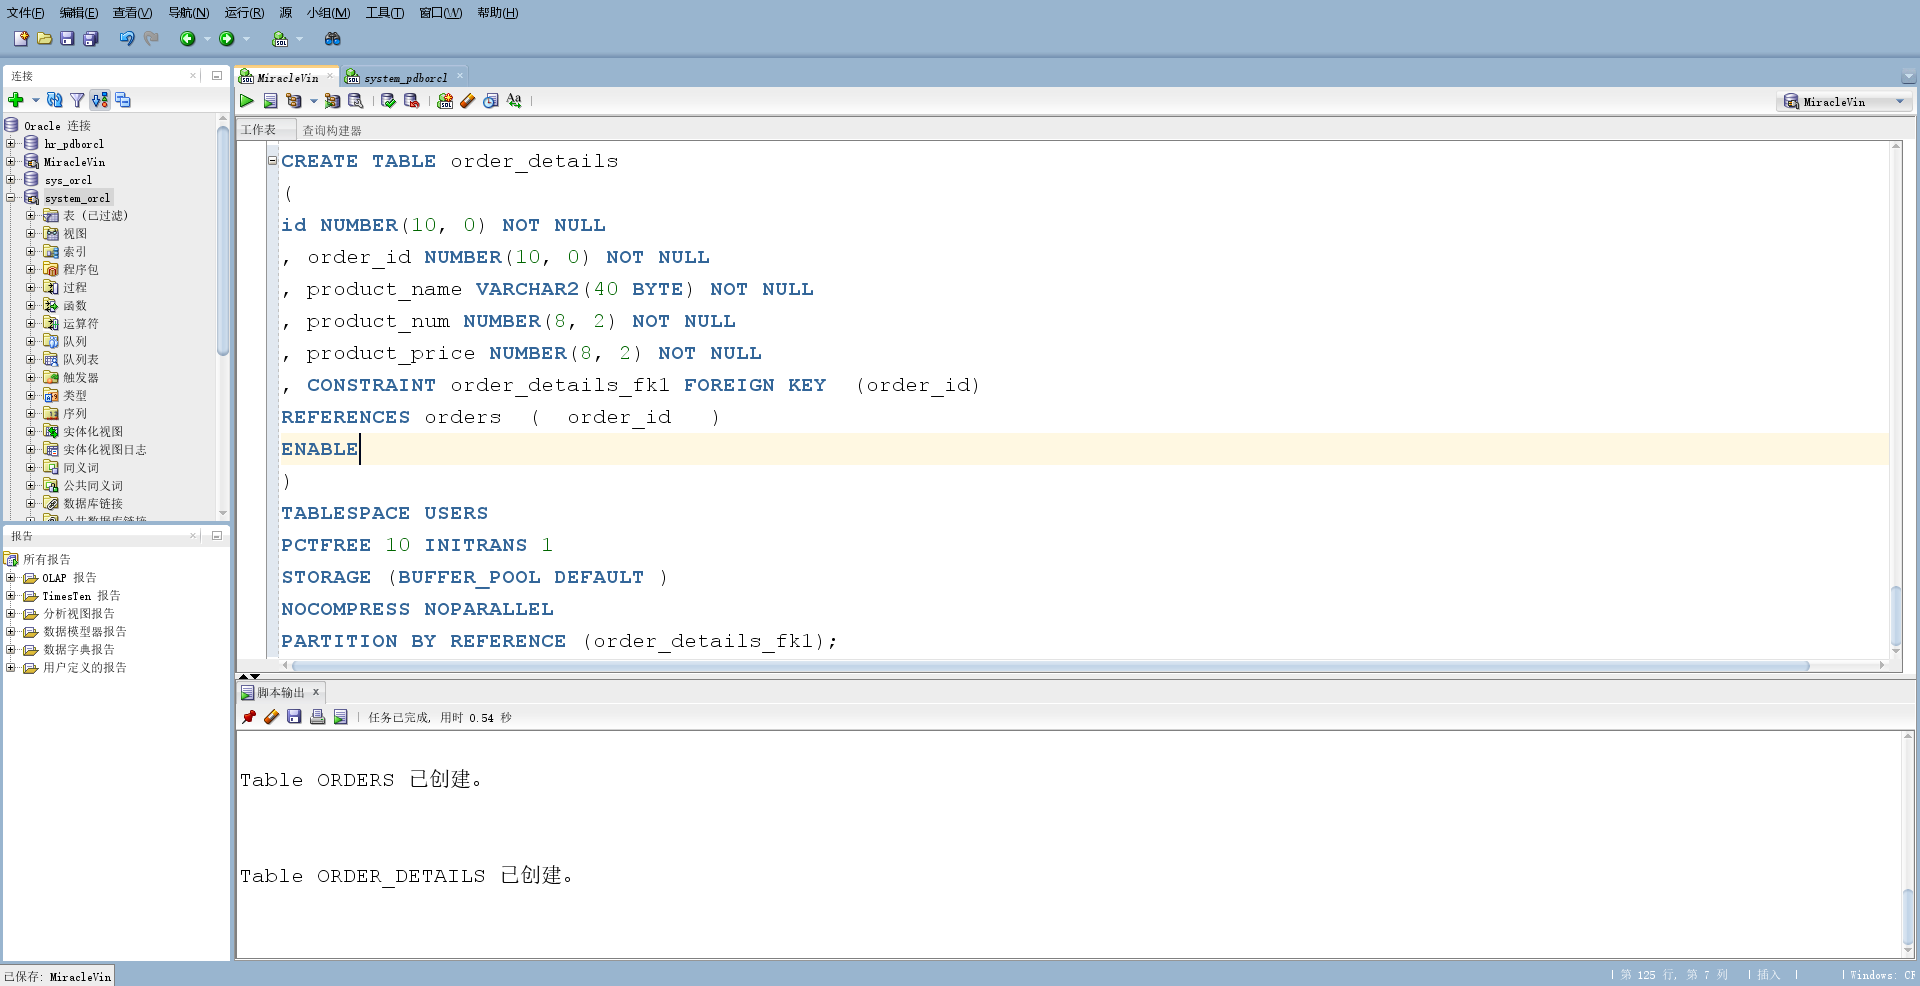 文件(F) 编辑(E) 查看(V) 导航(N) 运行(R) 源 小组(M) 工具(T) 窗口(W) 帮助(H)
连接
Oracle 连接
hr_pdborcl
MiracleVin
sys_orcl
system_orcl
表 (已过滤)
视图
索引
程序包
过程
函数
运算符
队列
队列表
触发器
类型
序列
实体化视图
实体化视图日志
同义词
公共同义词
数据库链接
公共数据库链接
报告
所有报告
OLAP 报告
TimesTen 报告
分析视图报告
数据模型器报告
数据字典报告
用户定义的报告
MiracleVin system_pdborcl
MiracleVin
工作表 查询构建器
CREATE TABLE order_details
(
id NUMBER(10, 0) NOT NULL
, order_id NUMBER(10, 0) NOT NULL
, product_name VARCHAR2(40 BYTE) NOT NULL
, product_num NUMBER(8, 2) NOT NULL
, product_price NUMBER(8, 2) NOT NULL
, CONSTRAINT order_details_fk1 FOREIGN KEY  (order_id)
REFERENCES orders  (  order_id   )
ENABLE
)
TABLESPACE USERS
PCTFREE 10 INITRANS 1
STORAGE (BUFFER_POOL DEFAULT )
NOCOMPRESS NOPARALLEL
PARTITION BY REFERENCE (order_details_fk1);
脚本输出 x
任务已完成, 用时 0.54 秒
Table ORDERS 已创建。
Table ORDER_DETAILS 已创建。
已保存: MiracleVin
第 125 行, 第 7 列 插入 Windows: CR